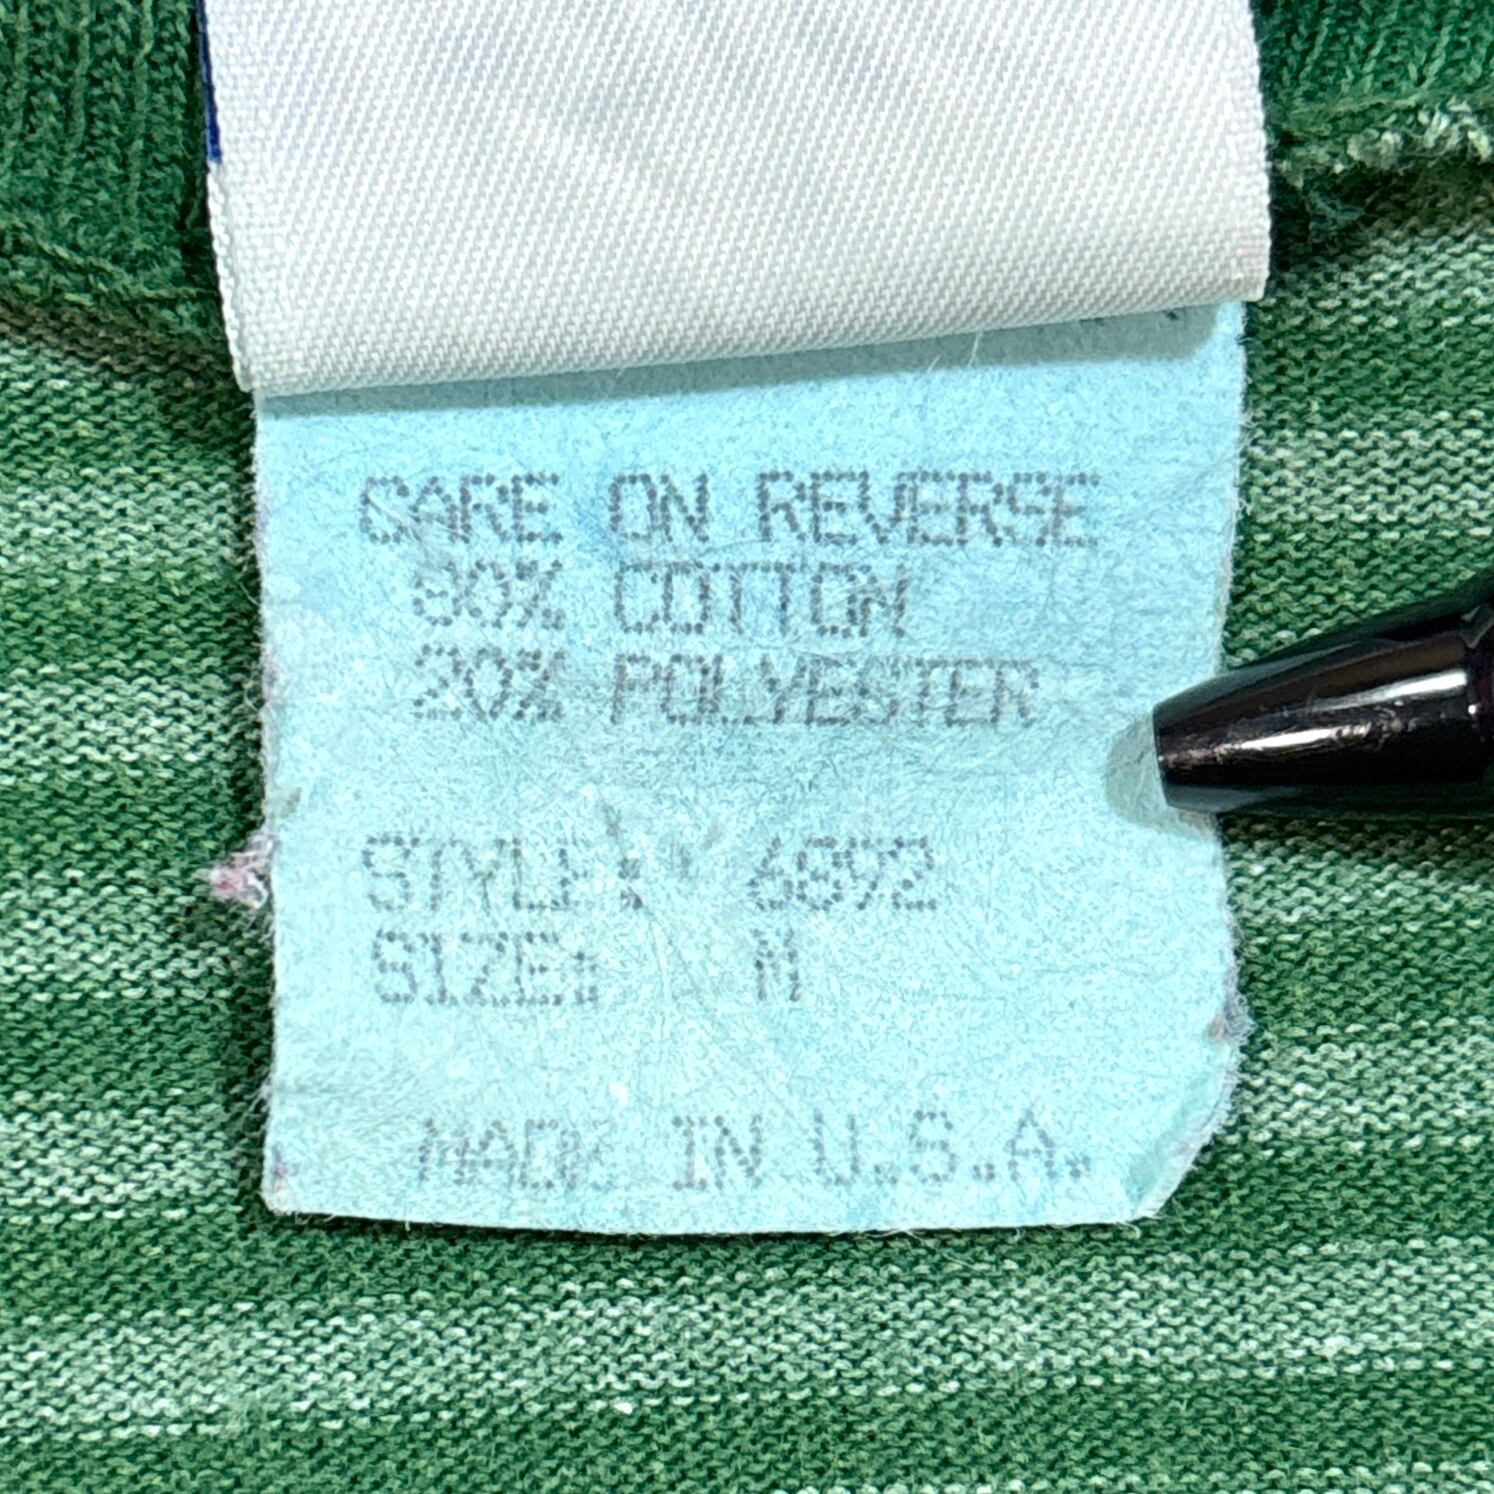 CARE ON REVERSE
80% COTTON
20% POLYESTER
STYLE: 6892
SIZE: M
MADE IN U.S.A.